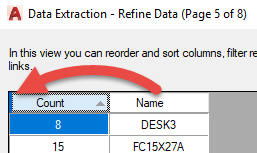 Data Extraction - Refine Data (Page 5 of 8)
In this view you can reorder and sort columns, filter re
links.
Count Name
8 DESK3
15 FC15X27A